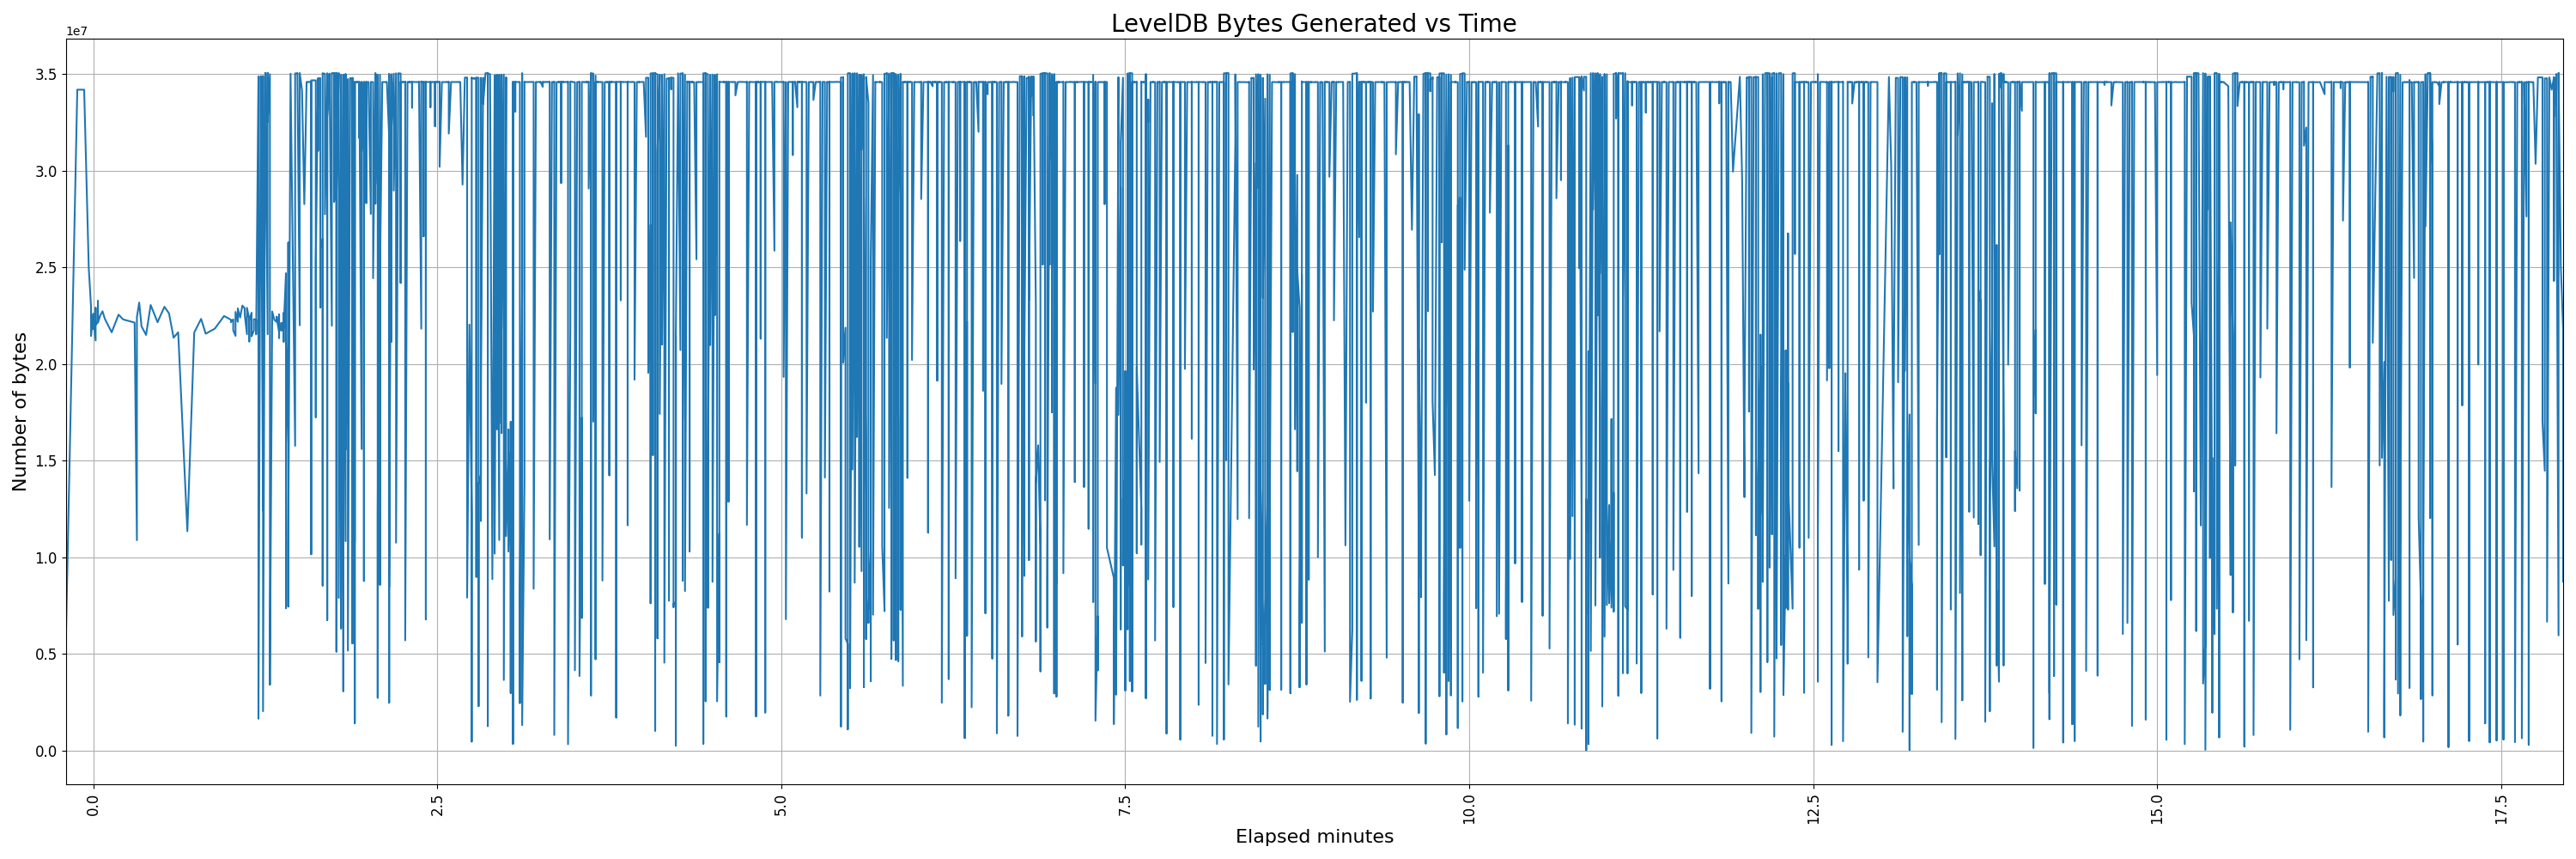 LevelDB Bytes Generated vs Time
1e7
3.5
3.0
2.5
2.0
1.5
1.0
0.5
0.0
Number of bytes
0.0 2.5 5.0 7.5 10.0 12.5 15.0 17.5
Elapsed minutes